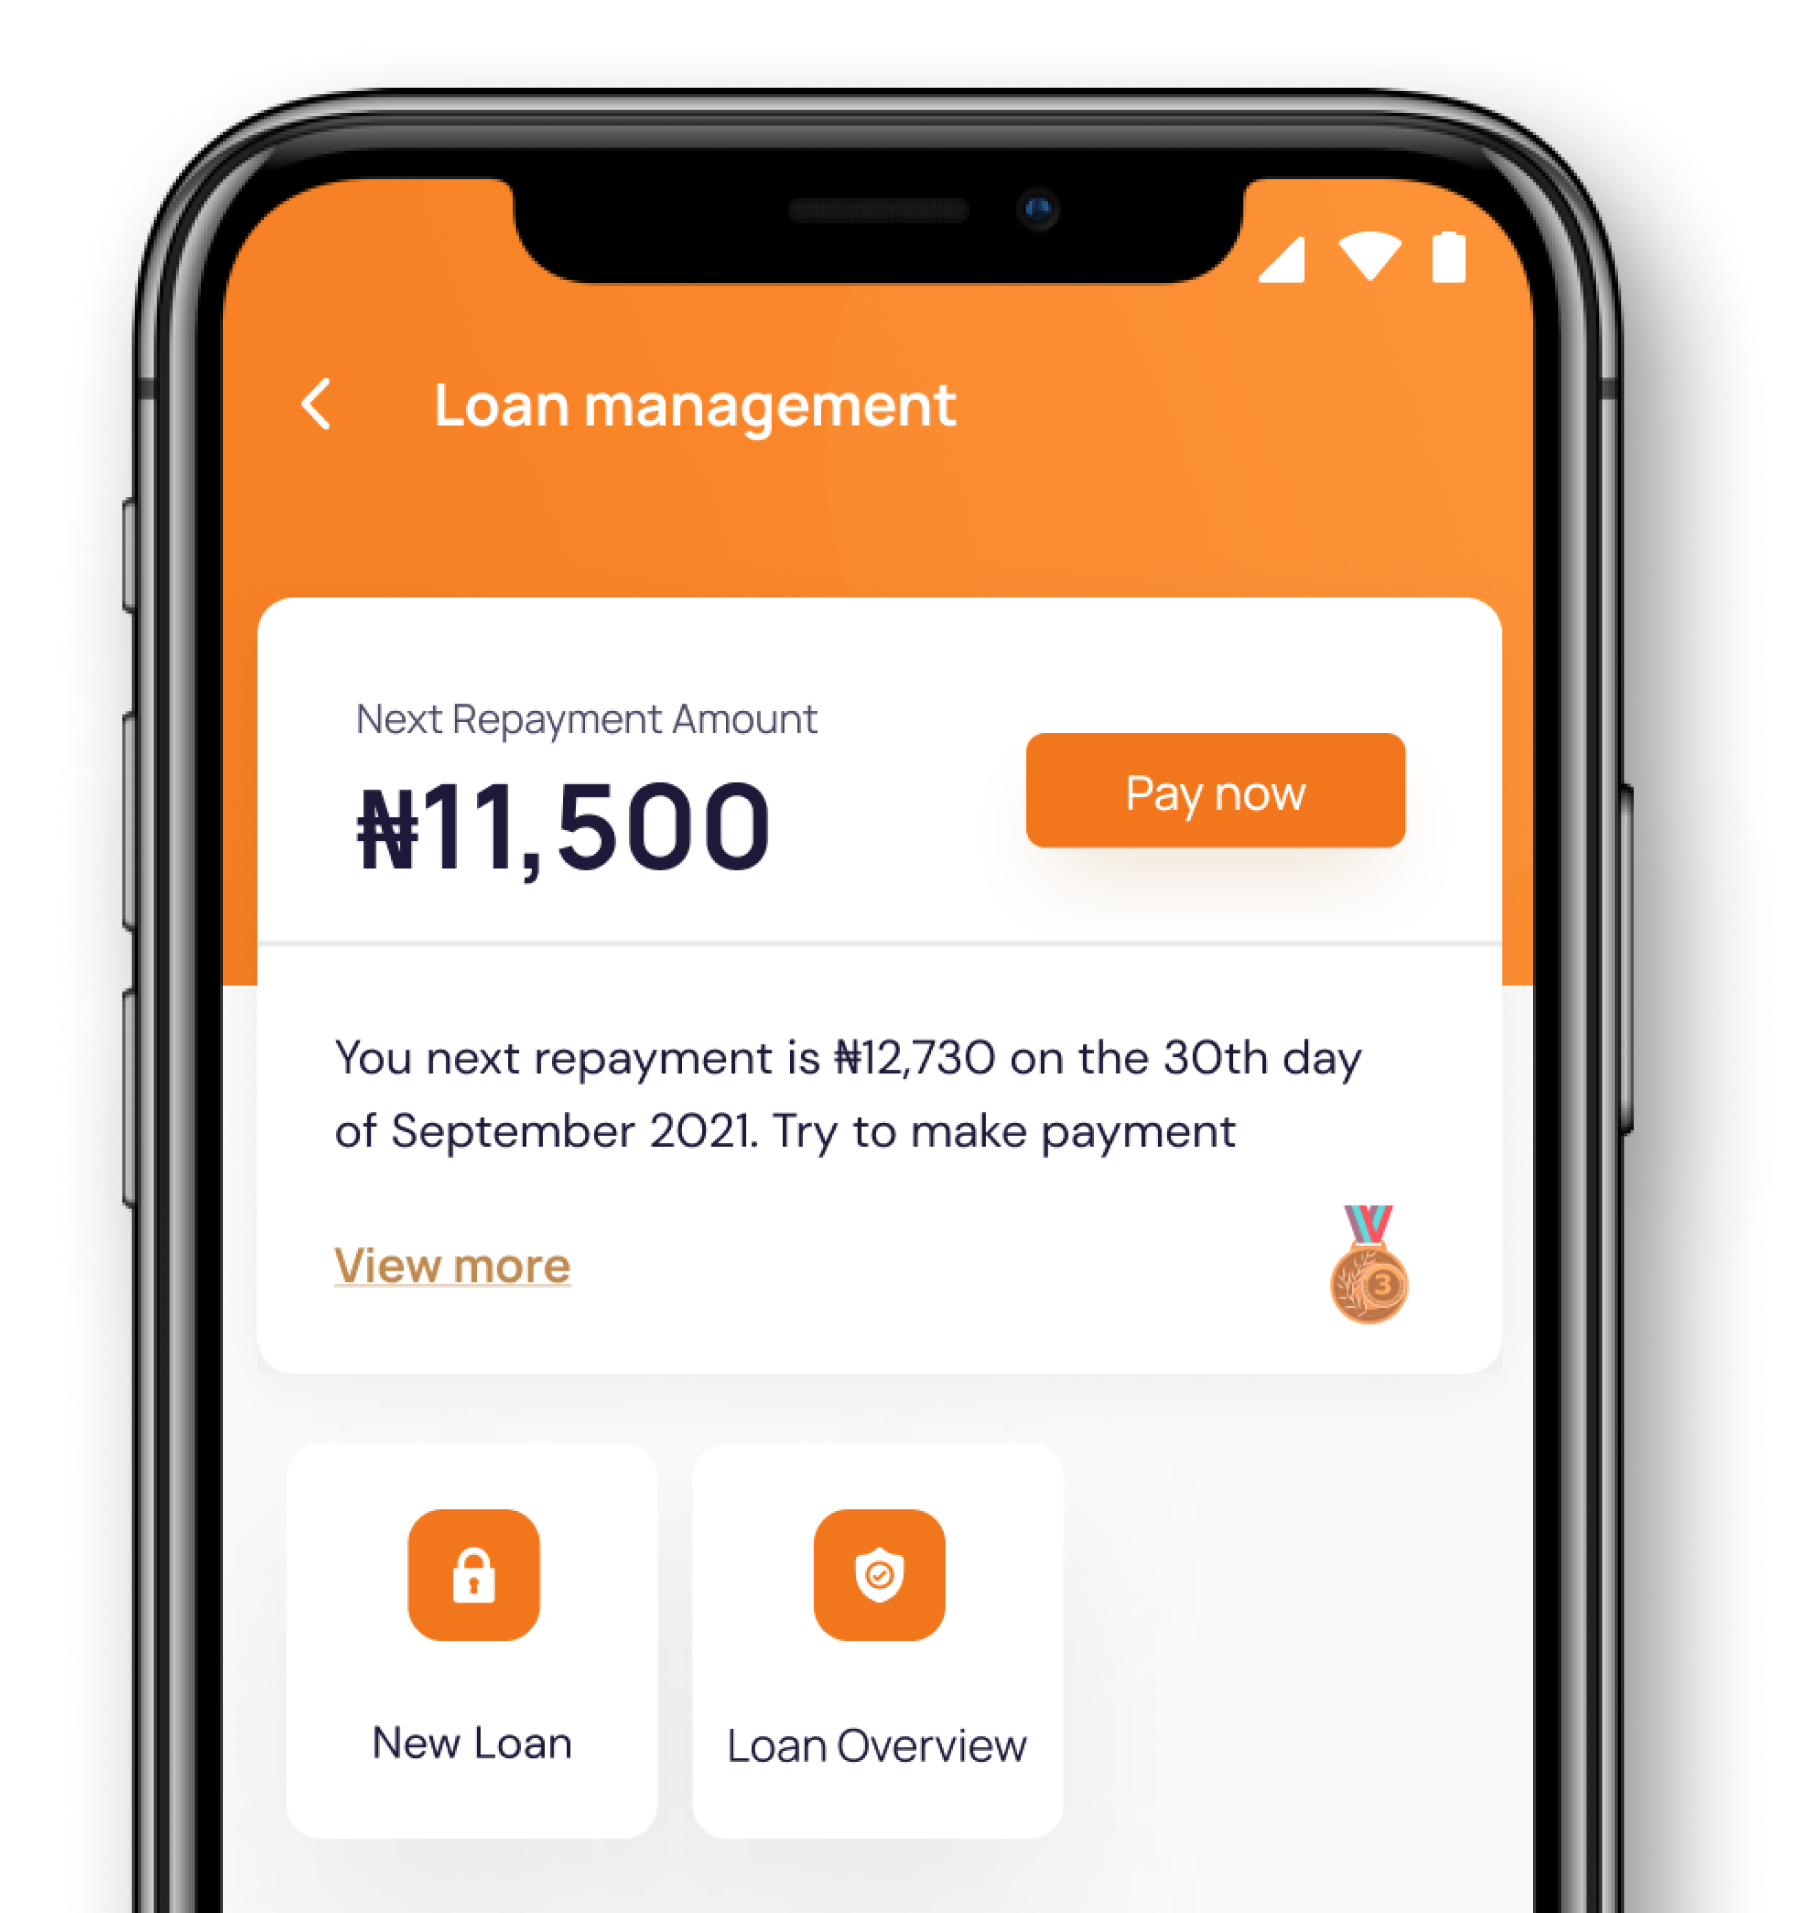 Loan management
Next Repayment Amount
₦11,500
Pay now
You next repayment is ₦12,730 on the 30th day
of September 2021. Try to make payment
View more
3
New Loan
Loan Overview